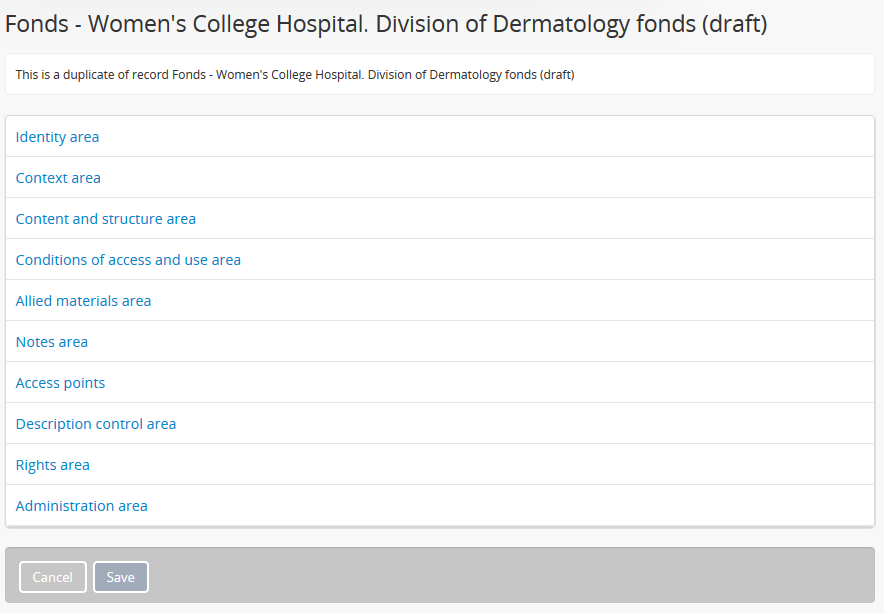 Fonds - Women's College Hospital. Division of Dermatology fonds (draft)
This is a duplicate of record Fonds - Women's College Hospital. Division of Dermatology fonds (draft)
Identity area
Context area
Content and structure area
Conditions of access and use area
Allied materials area
Notes area
Access points
Description control area
Rights area
Administration area
Cancel Save